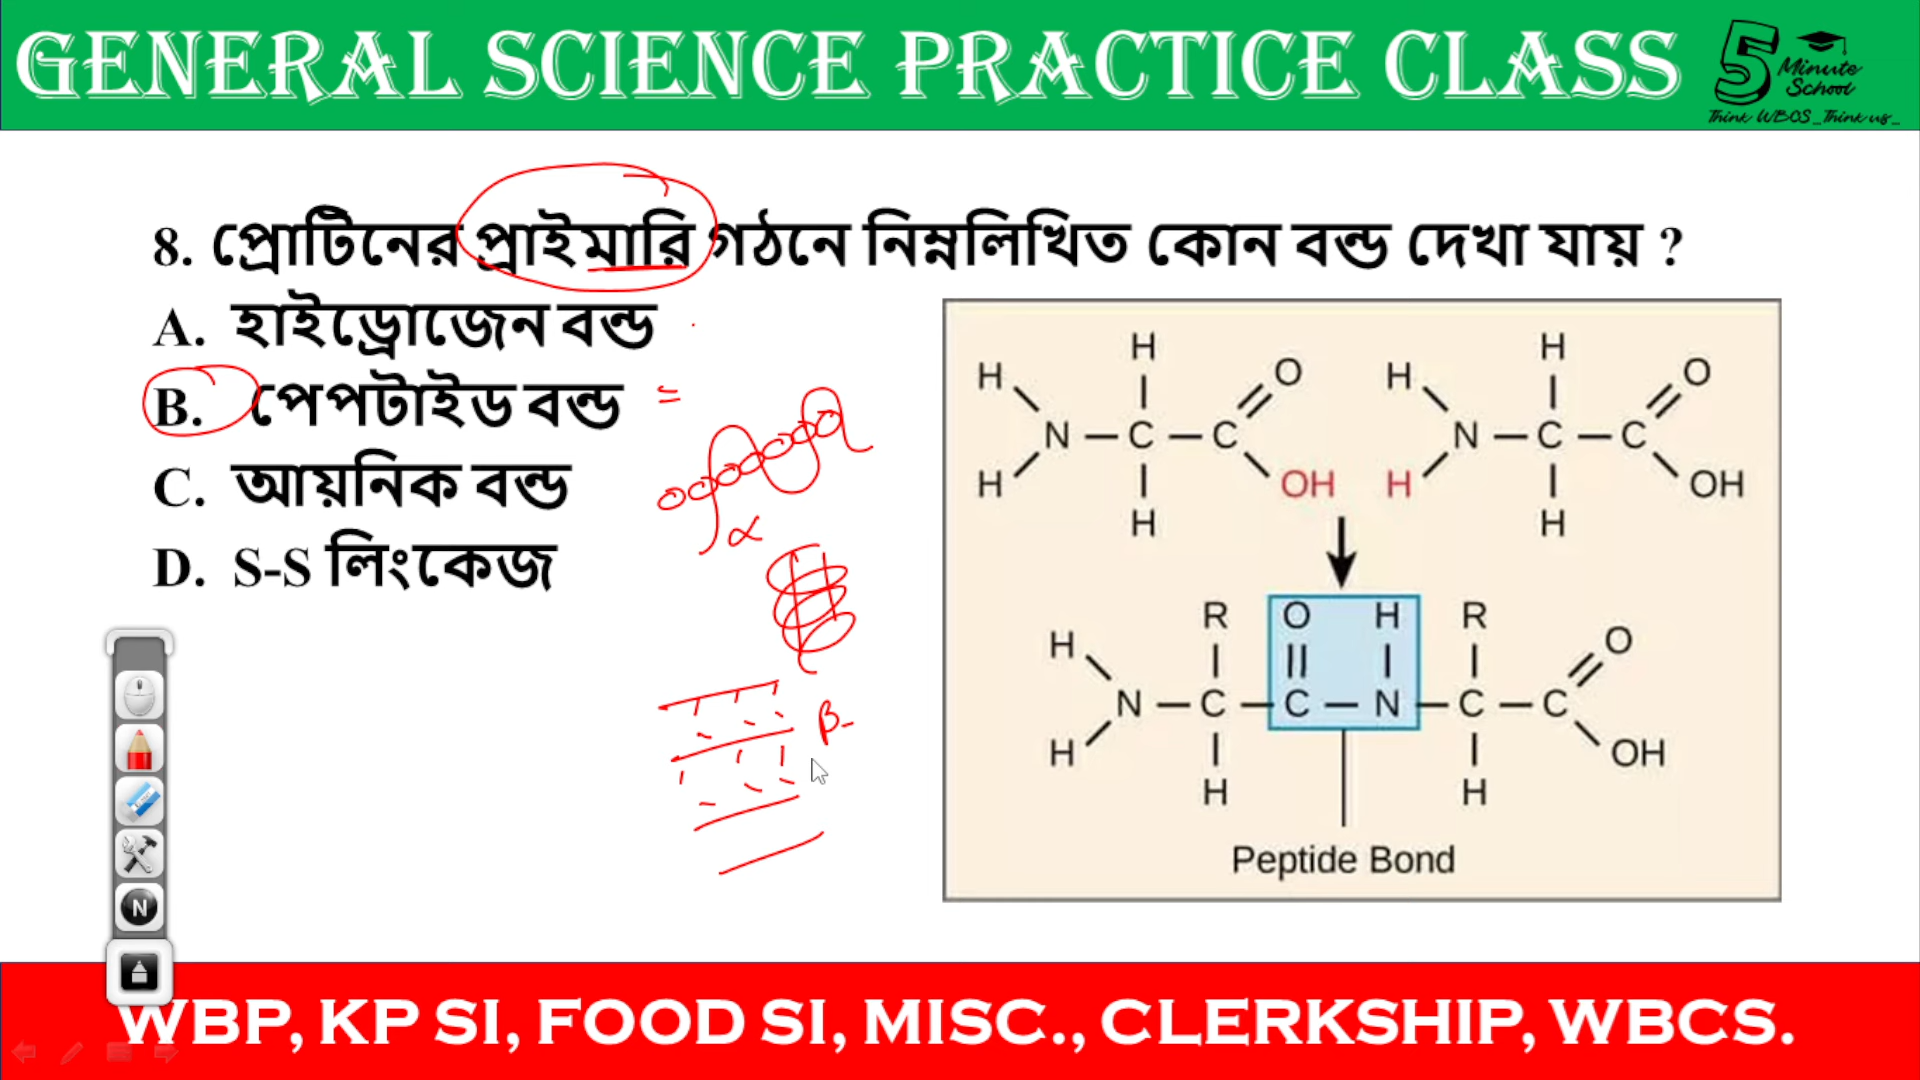 GENERAL SCIENCE PRACTICE CLASS
5 Minute School
Think WBCS_Think us_
8. প্রোটিনের প্রাইমারি গঠনে নিম্নলিখিত কোন বন্ড দেখা যায় ?
A. হাইড্রোজেন বন্ড
B. পেপটাইড বন্ড =
C. আয়নিক বন্ড
D. S-S লিংকেজ
α
β-
H H
H O H O
N — C — C N — C — C
H OH H OH
H H
R O H R
H O
N — C — C — N — C — C
H OH
H H
Peptide Bond
N
WBP, KP SI, FOOD SI, MISC., CLERKSHIP, WBCS.